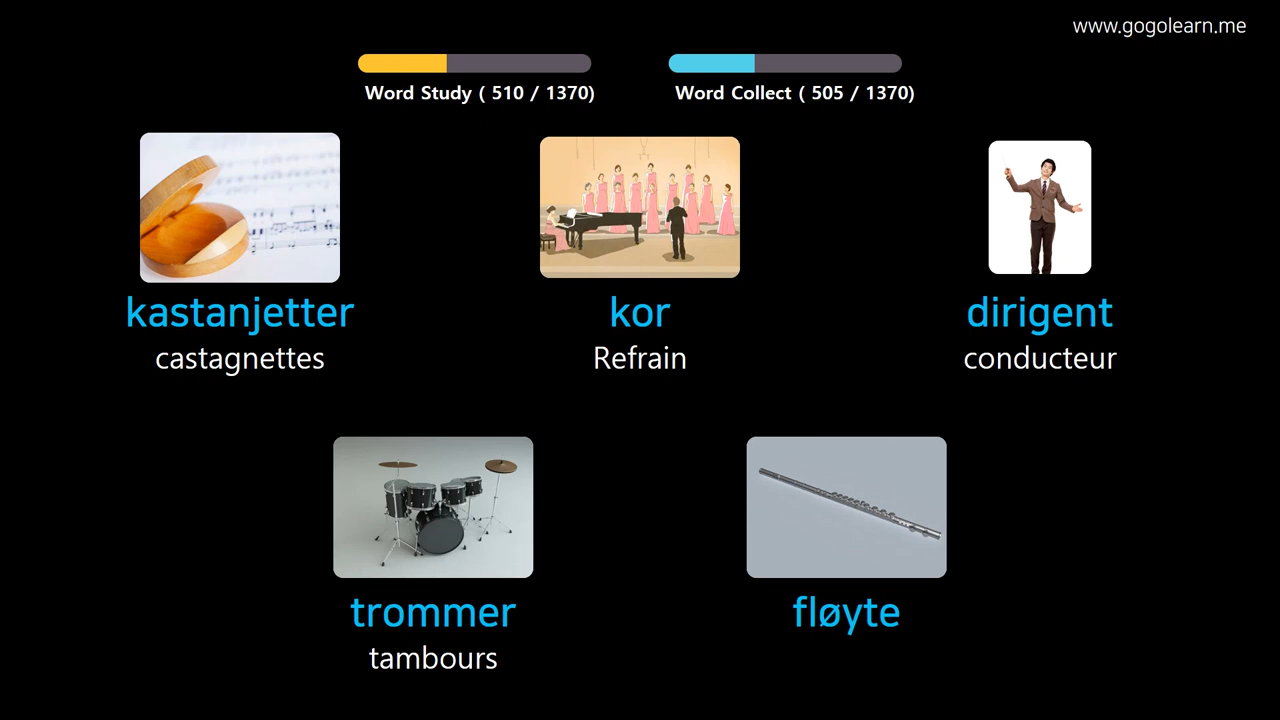 www.gogolearn.me
Word Study ( 510 / 1370)
Word Collect ( 505 / 1370)
kastanjetter
castagnettes
kor
Refrain
dirigent
conducteur
trommer
tambours
fløyte